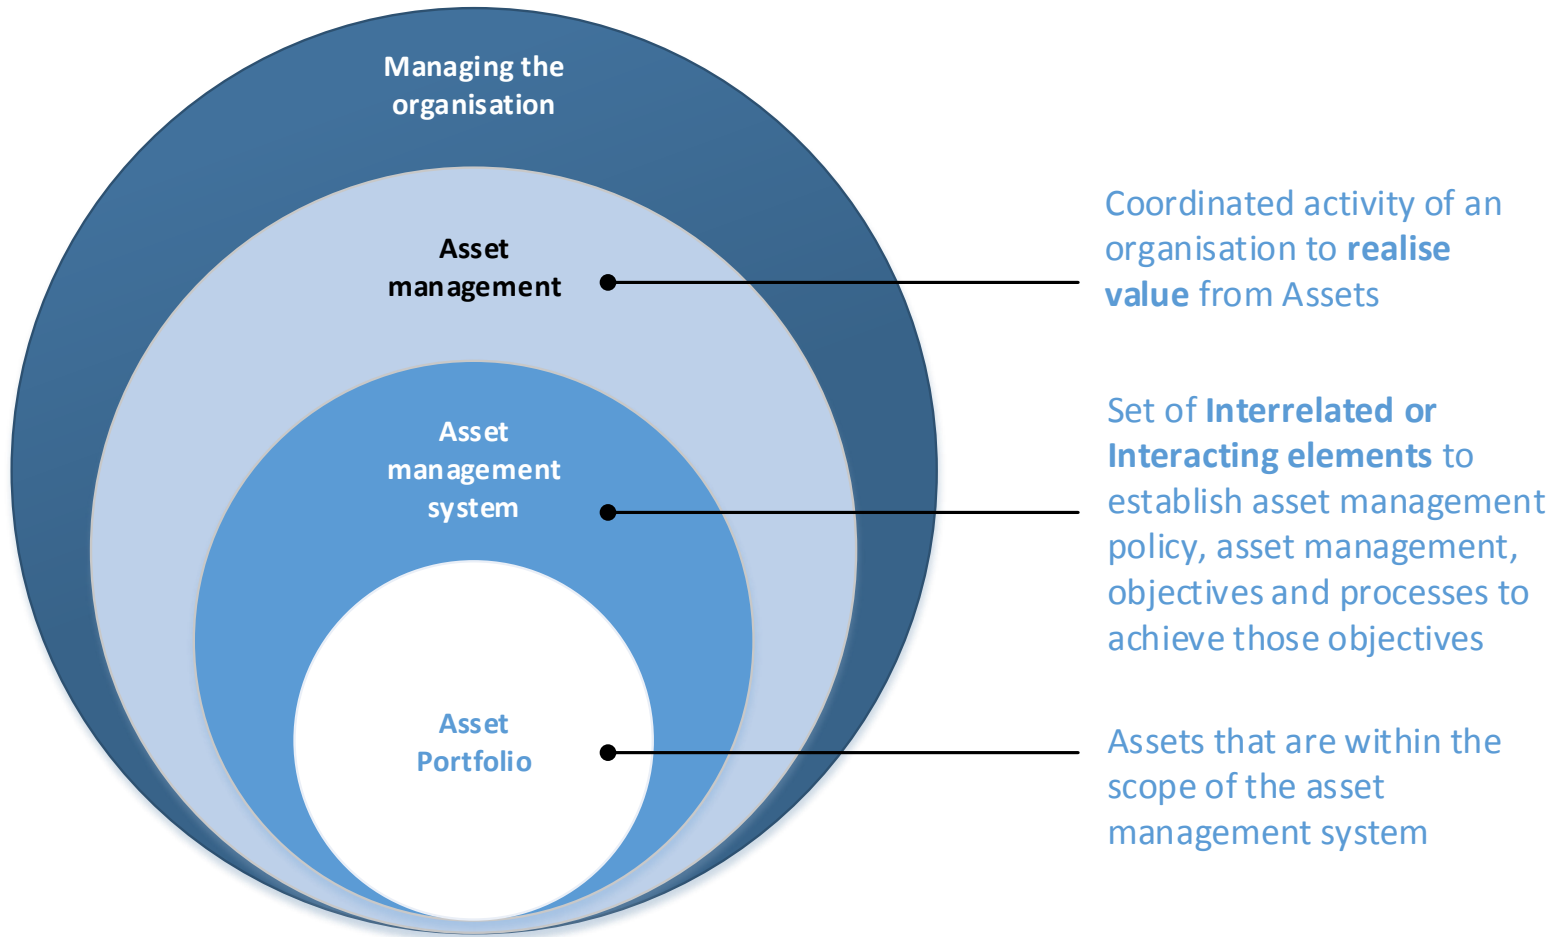 Managing the
organisation
Asset
management
Coordinated activity of an
organisation to realise
value from Assets
Asset
management
system
Set of Interrelated or
Interacting elements to
establish asset management
policy, asset management,
objectives and processes to
achieve those objectives
Asset
Portfolio
Assets that are within the
scope of the asset
management system